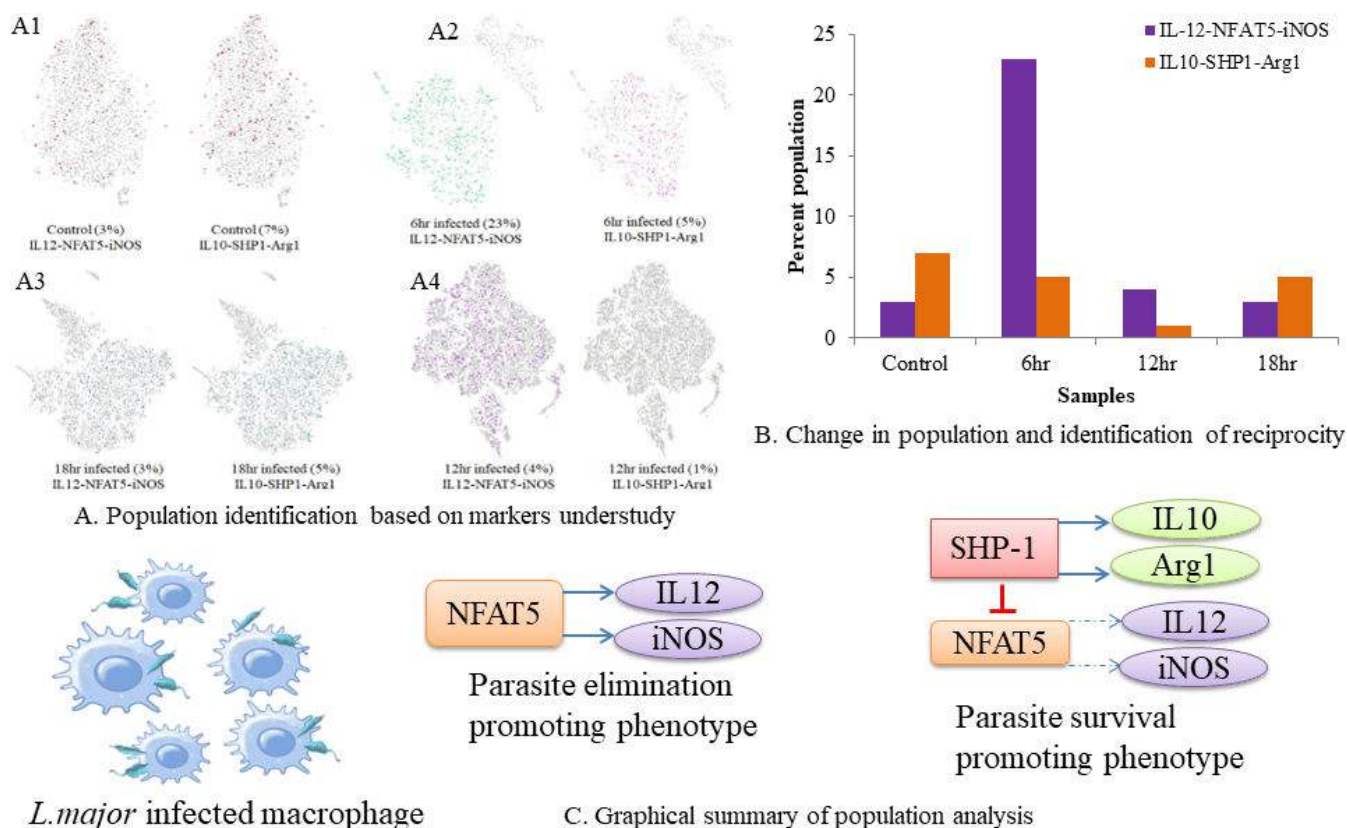 A1
Control (3%)
IL12-NFAT5-iNOS
Control (7%)
IL10-SHP1-Arg1
A2
6hr infected (23%)
IL12-NFAT5-iNOS
6hr infected (5%)
IL10-SHP1-Arg1
A3
18hr infected (3%)
IL12-NFAT5-iNOS
18hr infected (5%)
IL10-SHP1-Arg1
A4
12hr infected (4%)
IL12-NFAT5-iNOS
12hr infected (1%)
IL10-SHP1-Arg1
A. Population identification based on markers understudy
IL-12-NFAT5-iNOS
IL10-SHP1-Arg1
Percent population
25
20
15
10
5
0
Control
6hr
12hr
18hr
Samples
B. Change in population and identification of reciprocity
L.major infected macrophage
NFAT5
IL12
iNOS
Parasite elimination
promoting phenotype
SHP-1
IL10
Arg1
NFAT5
IL12
iNOS
Parasite survival
promoting phenotype
C. Graphical summary of population analysis